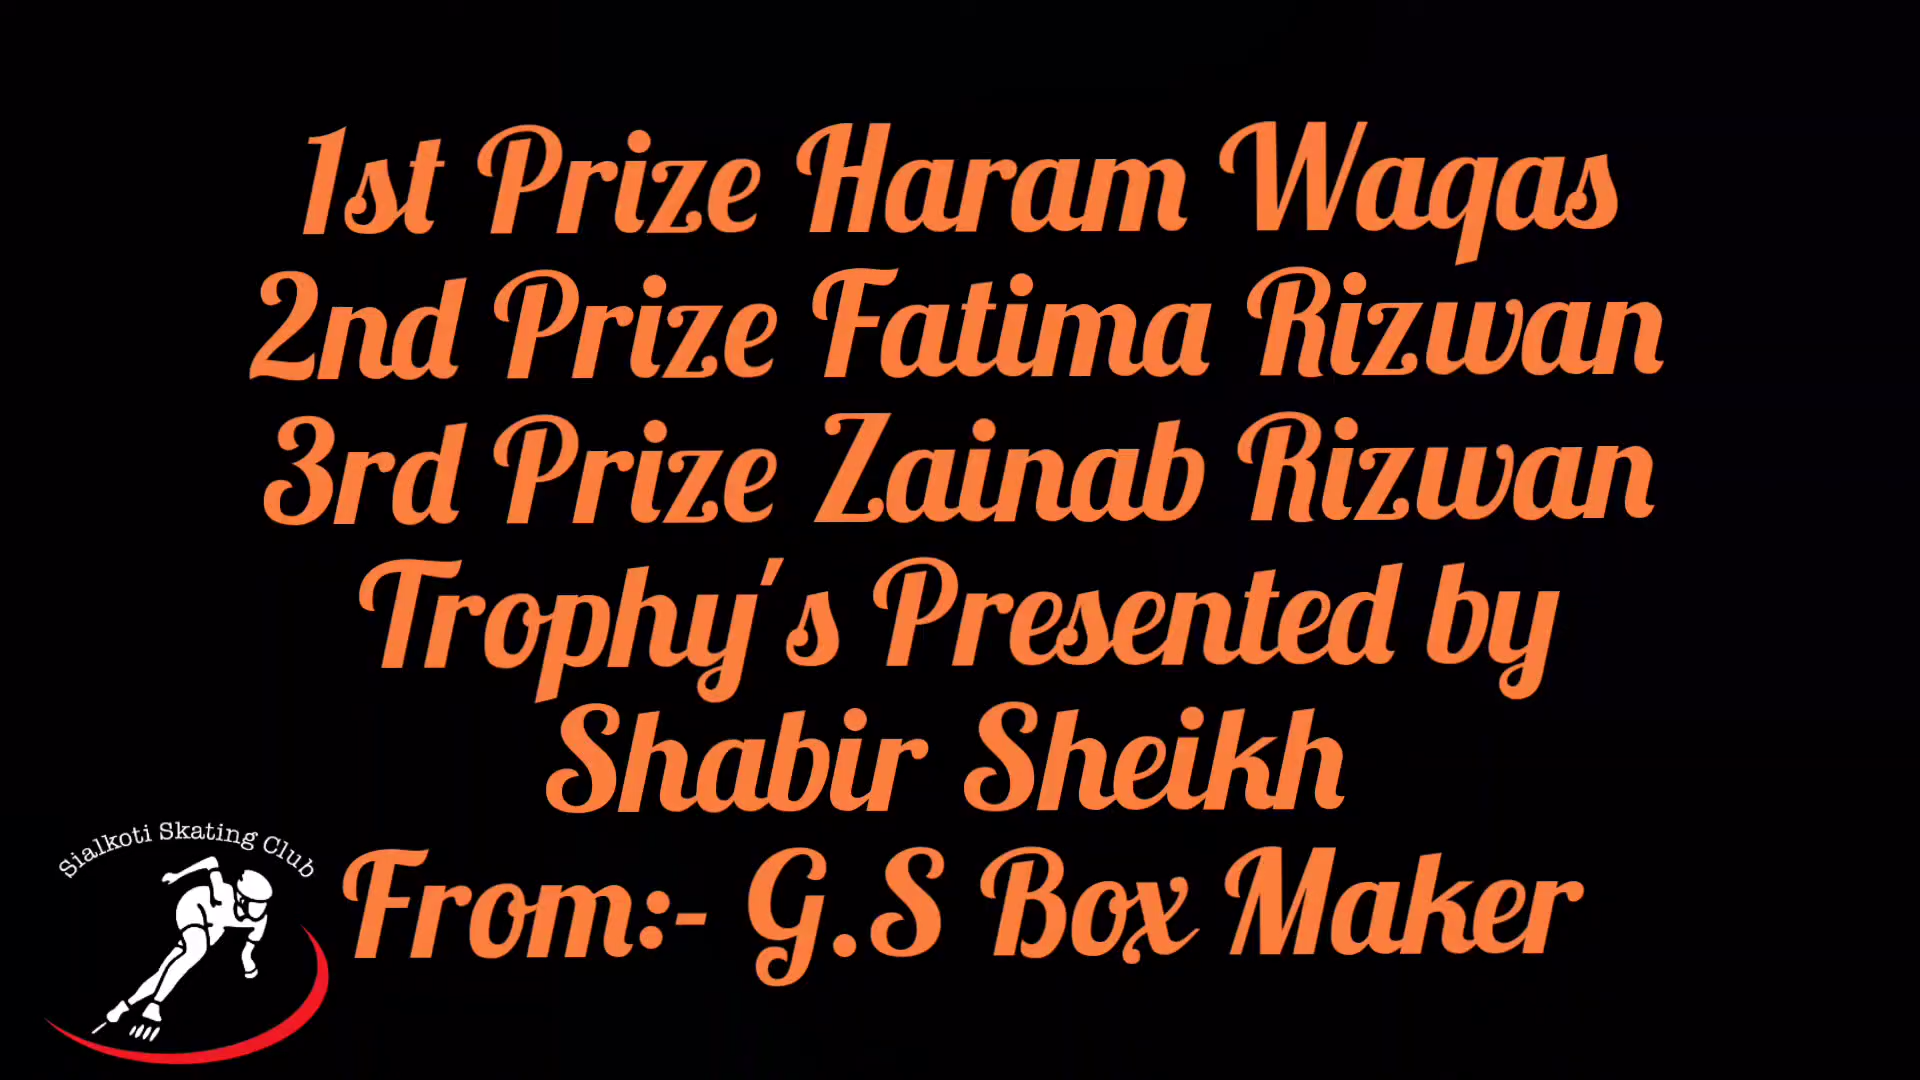 1st Prize Haram Waqas
2nd Prize Fatima Rizwan
3rd Prize Zainab Rizwan
Trophy's Presented by
Shabir Sheikh
From:- G.S Box Maker
Sialkoti Skating Club